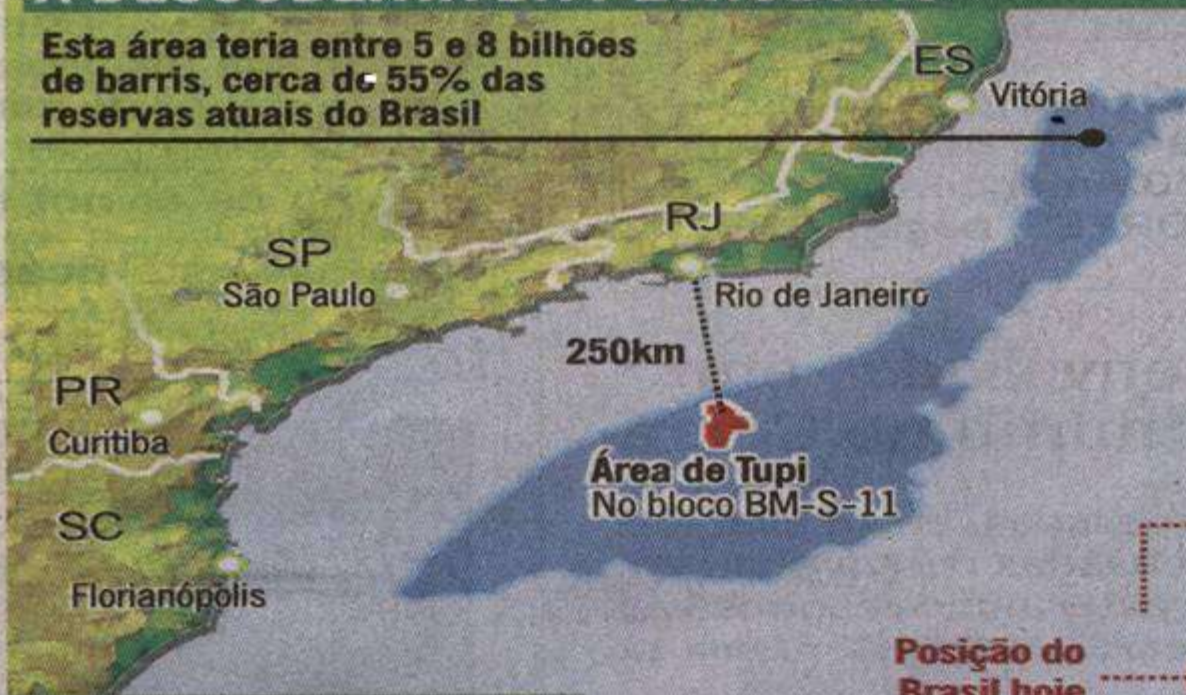 Esta área teria entre 5 e 8 bilhões
de barris, cerca de 55% das
reservas atuais do Brasil
ES
Vitória
RJ
SP
São Paulo
Rio de Janeiro
250km
PR
Curitiba
Área de Tupi
No bloco BM-S-11
SC
Florianópolis
Posição do
Brasil hoje